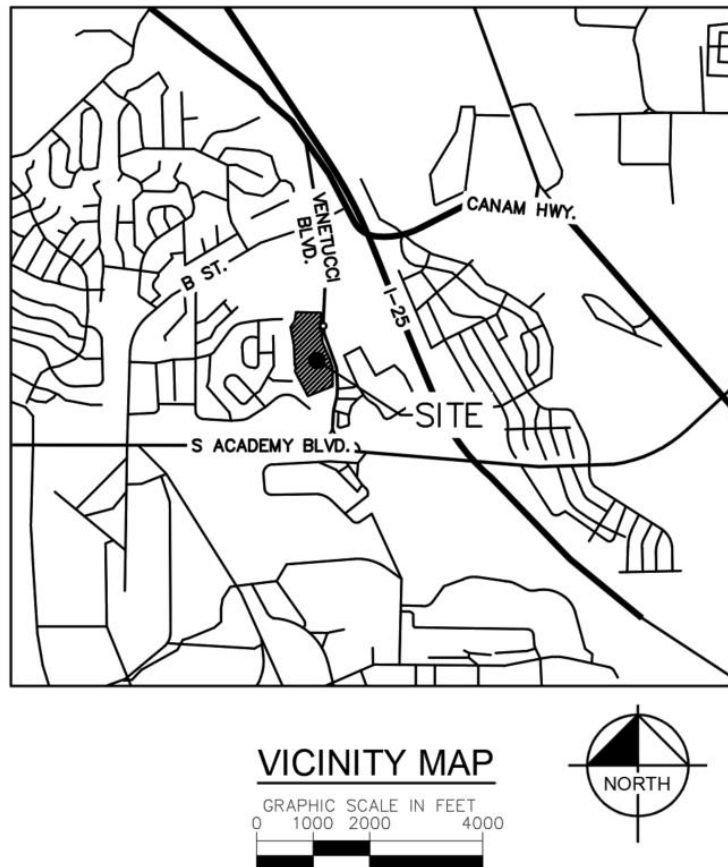 CANAM HWY.
VENETUCCI
BLVD.
B ST.
I-25
SITE
S ACADEMY BLVD.
VICINITY MAP
NORTH
GRAPHIC SCALE IN FEET
0 1000 2000 4000